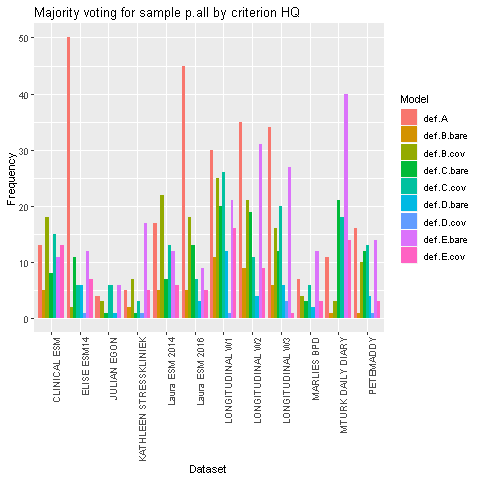 Majority voting for sample p.all by criterion HQ
50
40
30
20
10
0
Frequency
CLINICAL ESM
ELISE ESM14
JULIAN EGON
KATHLEEN STRESSKLINIEK
Laura ESM 2014
Laura ESM 2016
LONGITUDINAL W1
LONGITUDINAL W2
LONGITUDINAL W3
MARLIES BPD
MTURK DAILY DIARY
PETEMADDY
Dataset
Model
def.A
def.B.bare
def.B.cov
def.C.bare
def.C.cov
def.D.bare
def.D.cov
def.E.bare
def.E.cov